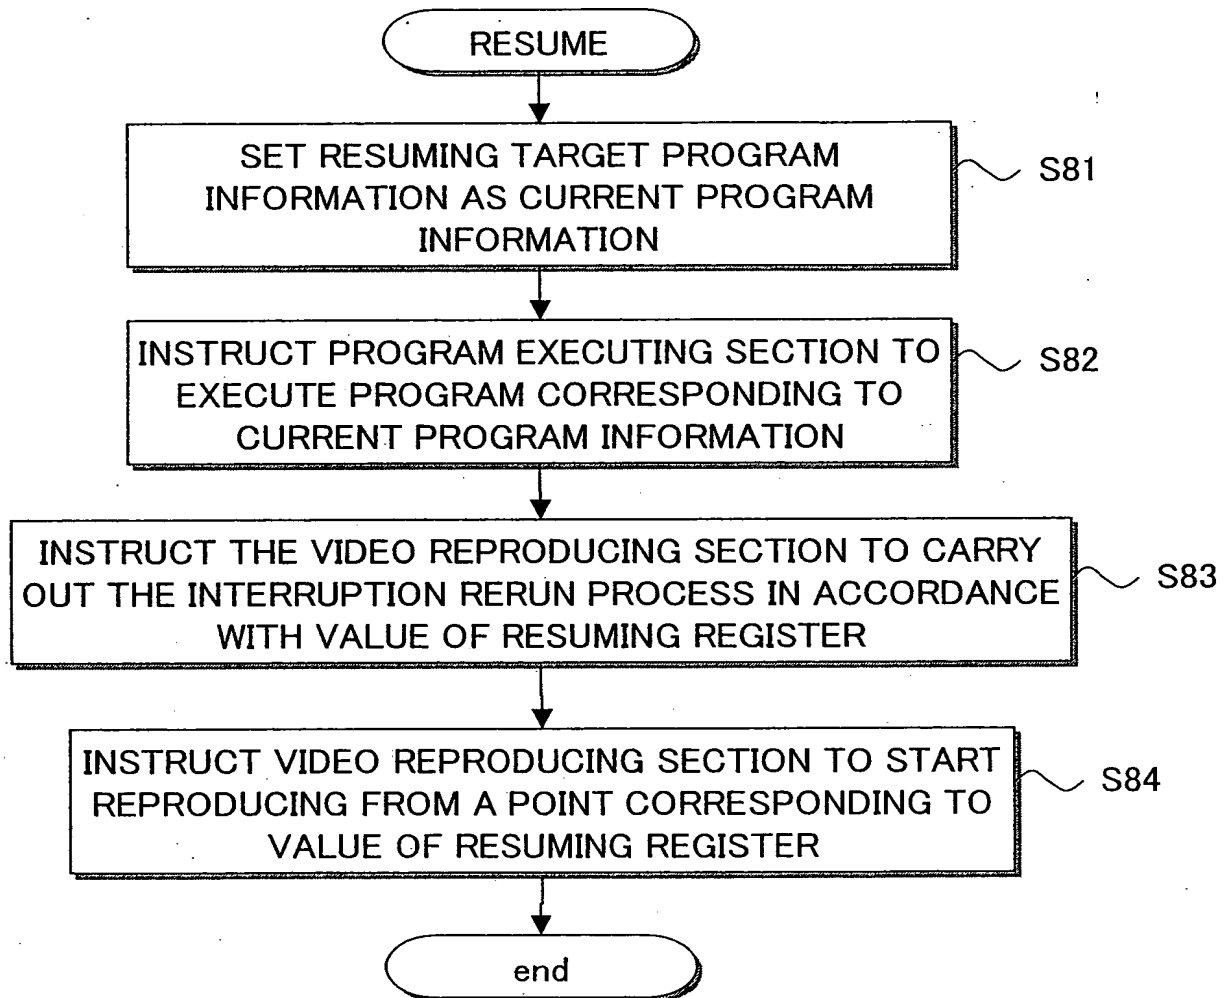 RESUME
SET RESUMING TARGET PROGRAM
INFORMATION AS CURRENT PROGRAM
INFORMATION
S81
INSTRUCT PROGRAM EXECUTING SECTION TO
EXECUTE PROGRAM CORRESPONDING TO
CURRENT PROGRAM INFORMATION
S82
INSTRUCT THE VIDEO REPRODUCING SECTION TO CARRY
OUT THE INTERRUPTION RERUN PROCESS IN ACCORDANCE
WITH VALUE OF RESUMING REGISTER
S83
INSTRUCT VIDEO REPRODUCING SECTION TO START
REPRODUCING FROM A POINT CORRESPONDING TO
VALUE OF RESUMING REGISTER
S84
end